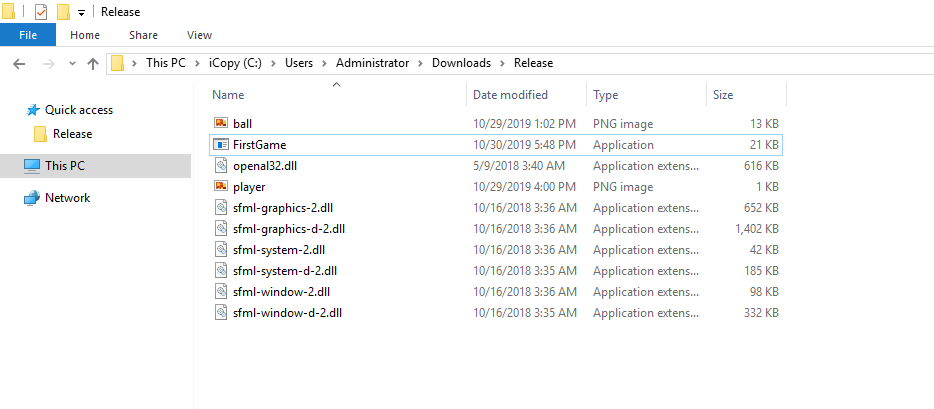 Release
File Home Share View
This PC > iCopy (C:) > Users > Administrator > Downloads > Release
Quick access
Release
This PC
Network
Name Date modified Type Size
ball 10/29/2019 1:02 PM PNG image 13 KB
FirstGame 10/30/2019 5:48 PM Application 21 KB
openal32.dll 5/9/2018 3:40 AM Application extens... 616 KB
player 10/29/2019 4:00 PM PNG image 1 KB
sfml-graphics-2.dll 10/16/2018 3:36 AM Application extens... 652 KB
sfml-graphics-d-2.dll 10/16/2018 3:36 AM Application extens... 1,402 KB
sfml-system-2.dll 10/16/2018 3:36 AM Application extens... 42 KB
sfml-system-d-2.dll 10/16/2018 3:35 AM Application extens... 185 KB
sfml-window-2.dll 10/16/2018 3:36 AM Application extens... 98 KB
sfml-window-d-2.dll 10/16/2018 3:35 AM Application extens... 332 KB